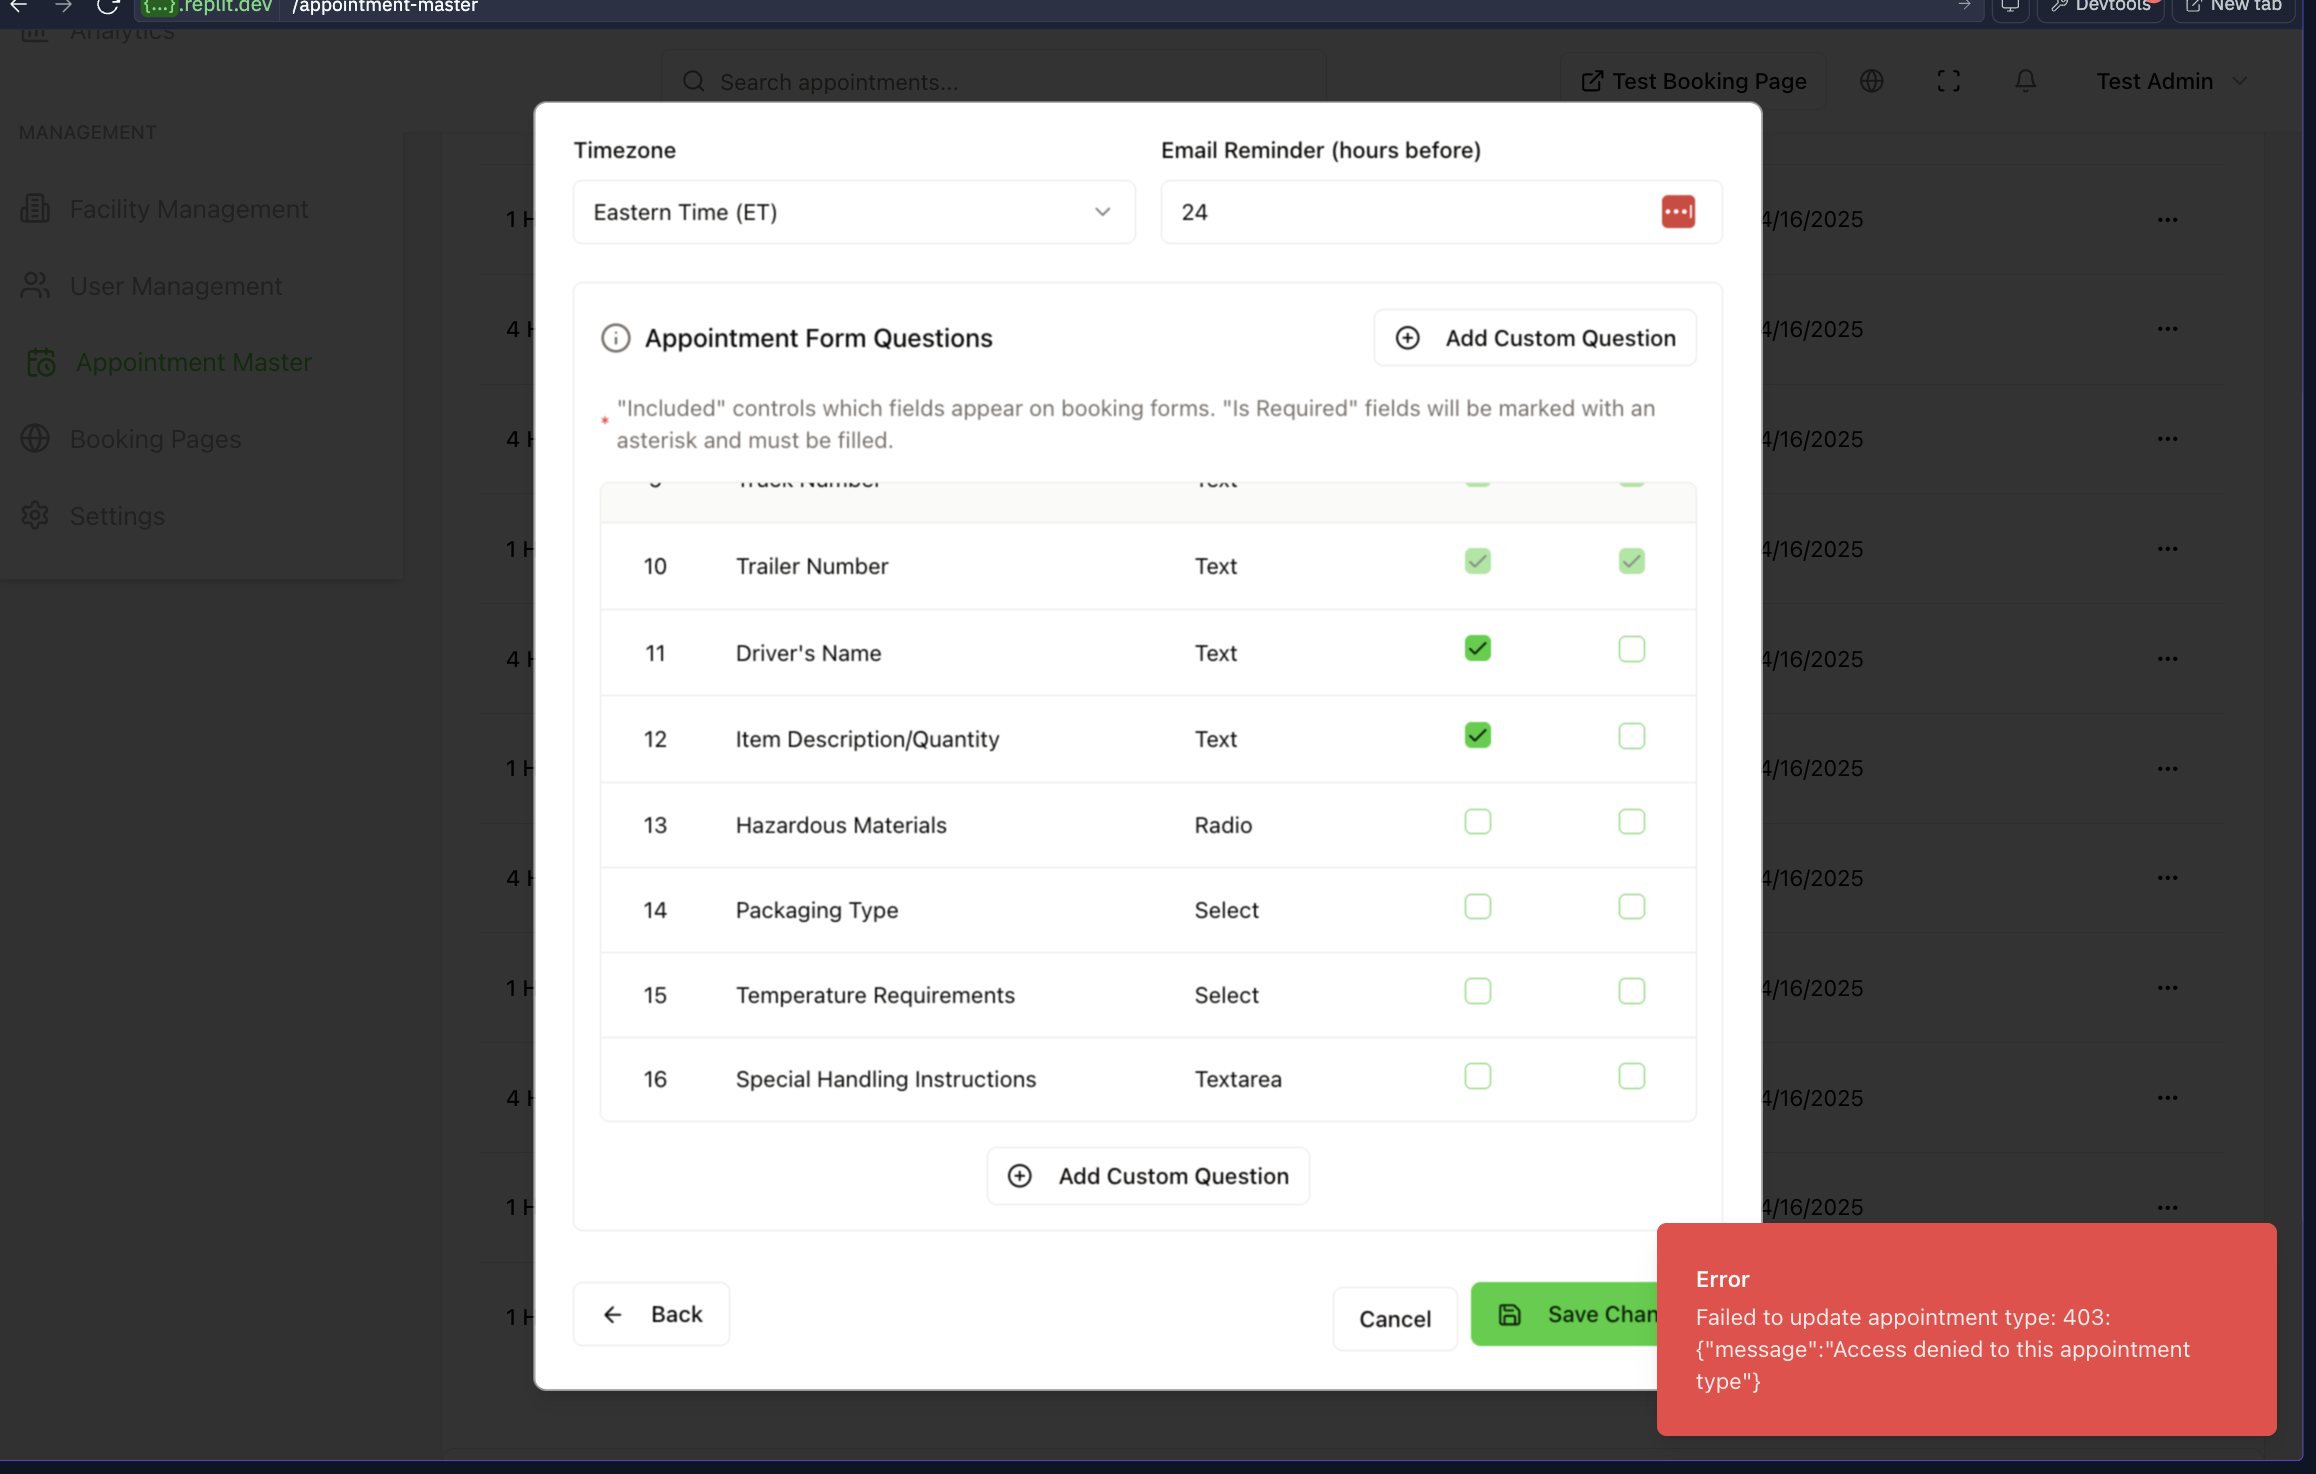 {...}.replit.dev /appointment-master
Devtools
New tab
Analytics
Search appointments...
Test Booking Page
Test Admin
MANAGEMENT
Facility Management
User Management
Appointment Master
Booking Pages
Settings
Timezone
Email Reminder (hours before)
Eastern Time (ET)
24
Appointment Form Questions
Add Custom Question
* "Included" controls which fields appear on booking forms. "Is Required" fields will be marked with an
asterisk and must be filled.
9 Truck Number Text
10 Trailer Number Text
11 Driver's Name Text
12 Item Description/Quantity Text
13 Hazardous Materials Radio
14 Packaging Type Select
15 Temperature Requirements Select
16 Special Handling Instructions Textarea
Add Custom Question
Back
Cancel
Save Chan
1 H 4/16/2025 ...
4 H 4/16/2025 ...
4 H 4/16/2025 ...
1 H 4/16/2025 ...
4 H 4/16/2025 ...
1 H 4/16/2025 ...
4 H 4/16/2025 ...
1 H 4/16/2025 ...
4 H 4/16/2025 ...
1 H 4/16/2025 ...
1 H
Error
Failed to update appointment type: 403:
{"message":"Access denied to this appointment
type"}